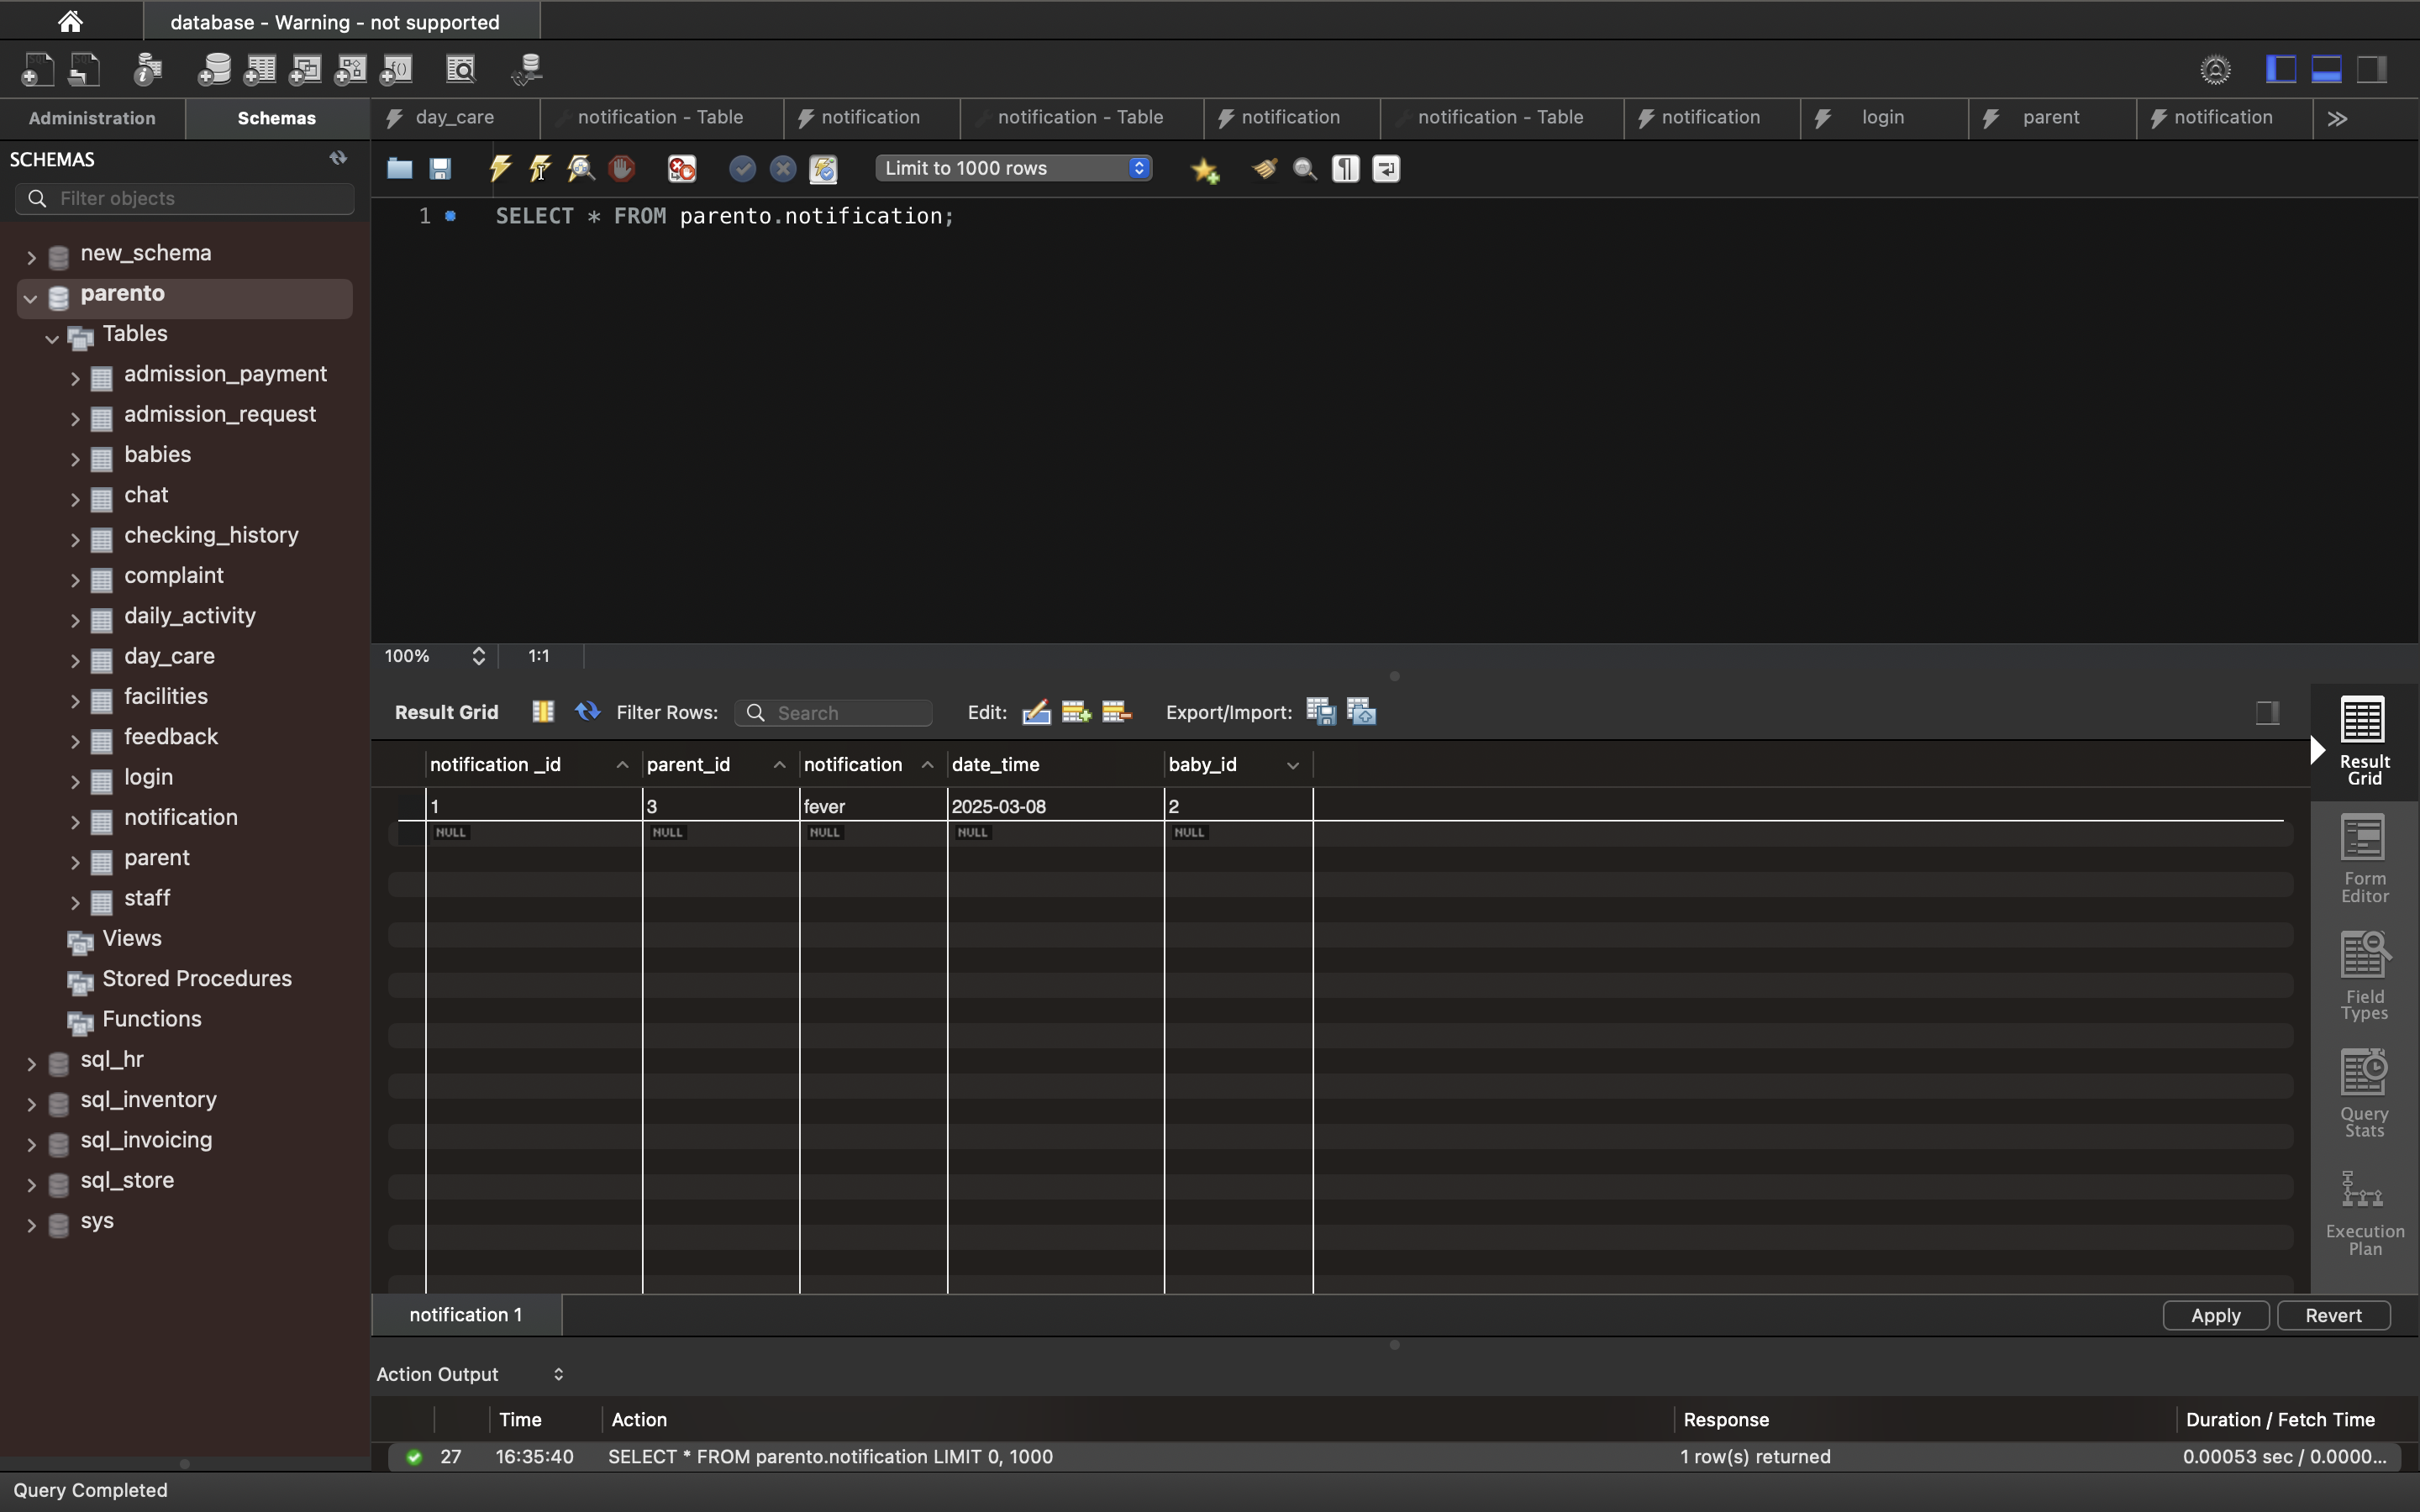 database - Warning - not supported
Administration
Schemas
day_care
notification - Table
notification
notification - Table
notification
notification - Table
notification
login
parent
notification
SCHEMAS
Filter objects
Limit to 1000 rows
1 SELECT * FROM parento.notification;
new_schema
parento
Tables
admission_payment
admission_request
babies
chat
checking_history
complaint
daily_activity
day_care
facilities
feedback
login
notification
parent
staff
Views
Stored Procedures
Functions
sql_hr
sql_inventory
sql_invoicing
sql_store
sys
100% 1:1
Result Grid Filter Rows: Search Edit: Export/Import:
notification _id parent_id notification date_time baby_id
1 3 fever 2025-03-08 2
NULL NULL NULL NULL NULL
Result
Grid
Form
Editor
Field
Types
Query
Stats
Execution
Plan
notification 1
Apply
Revert
Action Output
Time Action Response Duration / Fetch Time
27 16:35:40 SELECT * FROM parento.notification LIMIT 0, 1000 1 row(s) returned 0.00053 sec / 0.0000...
Query Completed